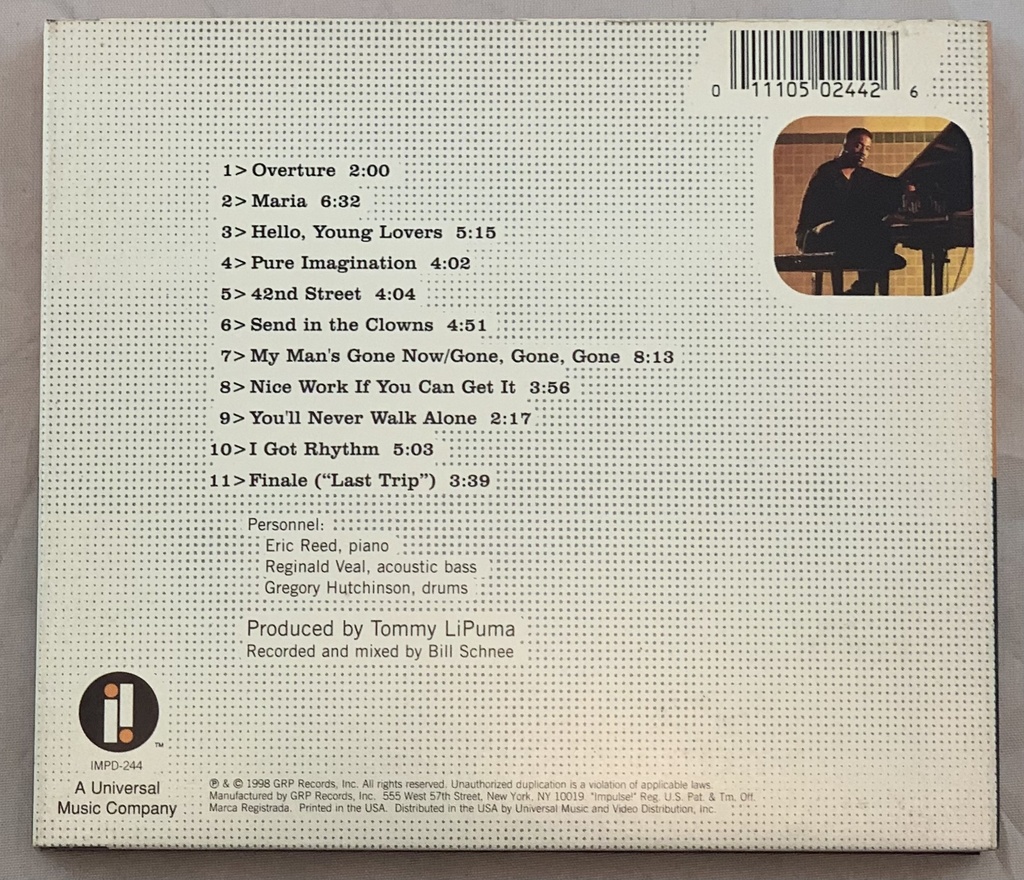 0 11105 02442 6
1> Overture 2:00
2> Maria 6:32
3> Hello, Young Lovers 5:15
4> Pure Imagination 4:02
5> 42nd Street 4:04
6> Send in the Clowns 4:51
7> My Man's Gone Now/Gone, Gone, Gone 8:13
8> Nice Work If You Can Get It 3:56
9> You'll Never Walk Alone 2:17
10> I Got Rhythm 5:03
11> Finale (“Last Trip”) 3:39
Personnel:
Eric Reed, piano
Reginald Veal, acoustic bass
Gregory Hutchinson, drums
Produced by Tommy LiPuma
Recorded and mixed by Bill Schnee
i!
TM
IMPD-244
A Universal
Music Company
℗ & © 1998 GRP Records, Inc. All rights reserved. Unauthorized duplication is a violation of applicable laws.
Manufactured by GRP Records, Inc. 555 West 57th Street, New York, NY 10019 "Impulse!" Reg. U.S. Pat. & Tm. Off.
Marca Registrada. Printed in the USA. Distributed in the USA by Universal Music and Video Distribution, Inc.